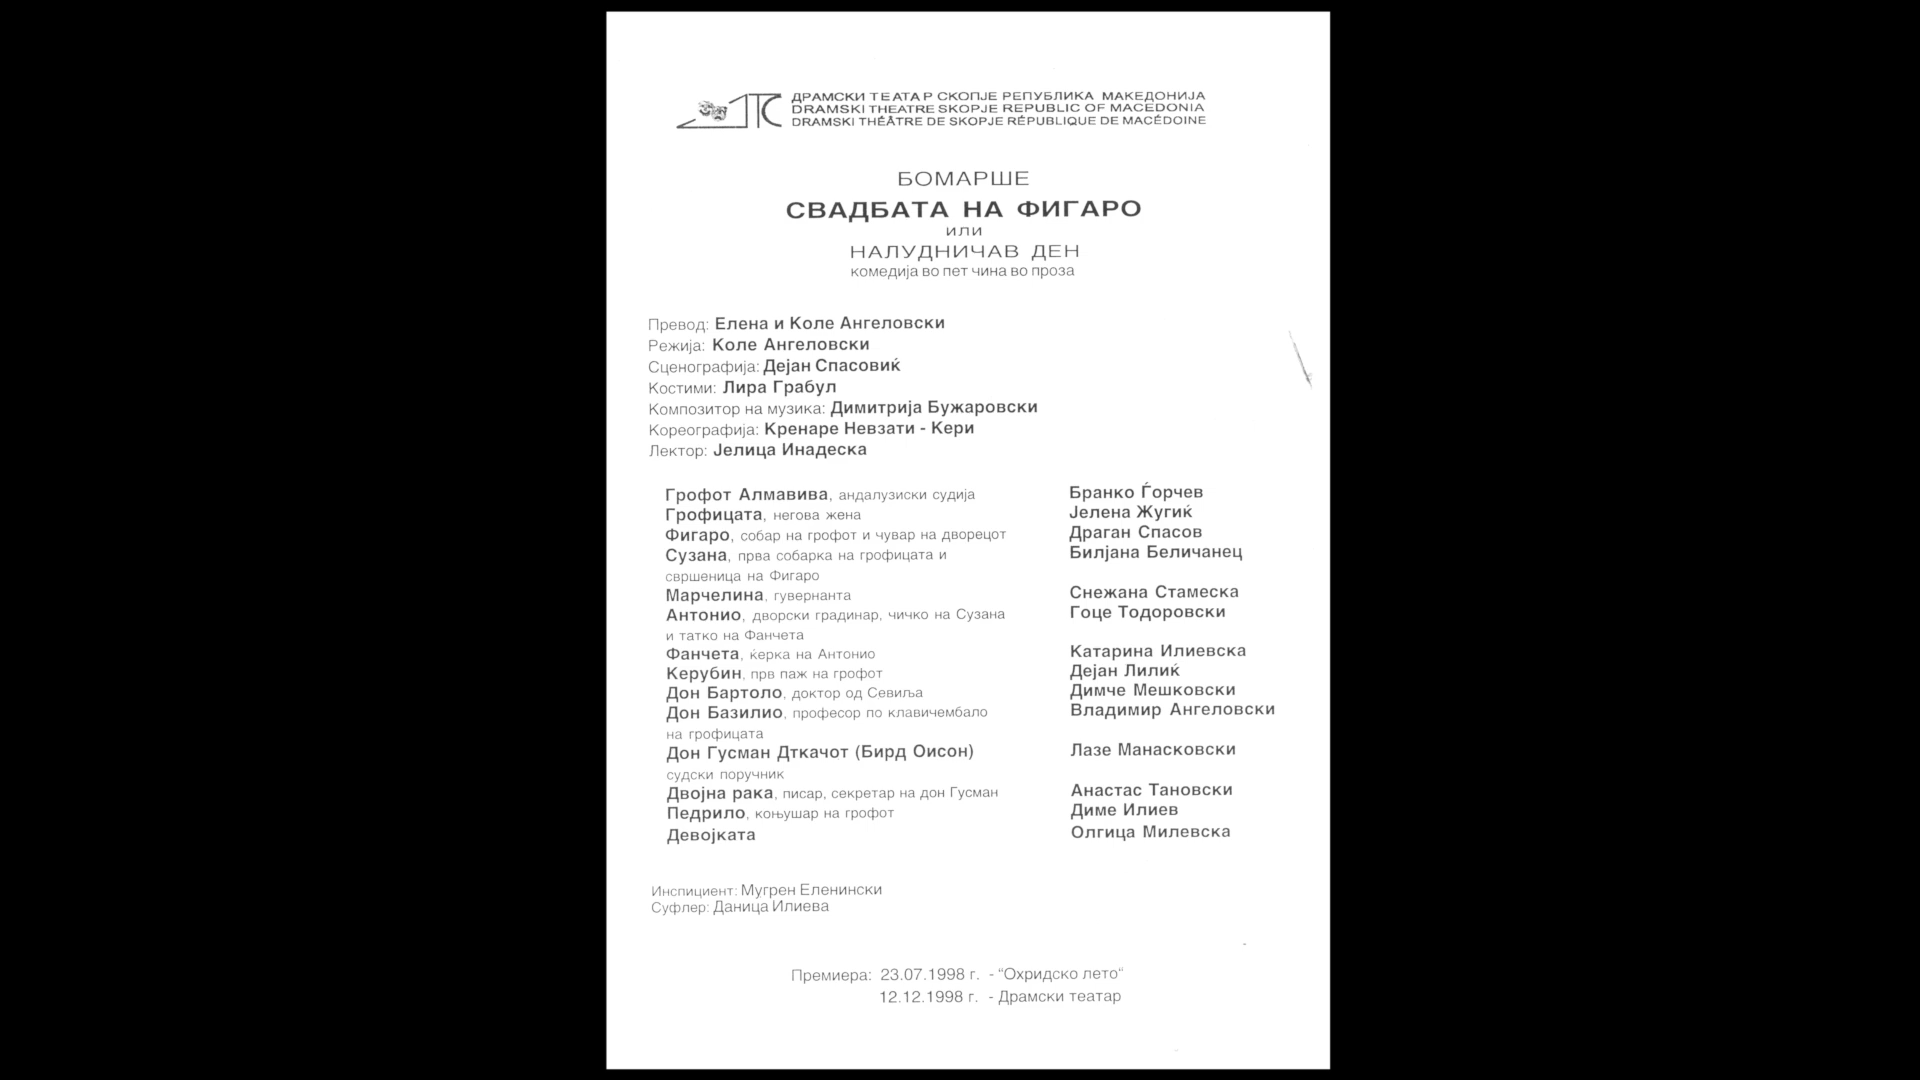 ДРАМСКИ ТЕАТАР СКОПЈЕ РЕПУБЛИКА МАКЕДОНИЈА
DRAMSKI THEATRE SKOPJE REPUBLIC OF MACEDONIA
DRAMSKI THÉÂTRE DE SKOPJE RÉPUBLIQUE DE MACÉDOINE
БОМАРШЕ
СВАДБАТА НА ФИГАРО
или
НАЛУДНИЧАВ ДЕН
комедија во пет чина во проза
Превод: Елена и Коле Ангеловски
Режија: Коле Ангеловски
Сценографија: Дејан Спасовиќ
Костими: Лира Грабул
Композитор на музика: Димитрија Бужаровски
Кореографија: Кренаре Невзати - Кери
Лектор: Јелица Инадеска
Грофот Алмавива, андалузиски судија Бранко Ѓорчев
Грофицата, негова жена Јелена Жугиќ
Фигаро, собар на грофот и чувар на дворецот Драган Спасов
Сузана, прва собарка на грофицата и Билјана Беличанец
свршеница на Фигаро
Марчелина, гувернанта Снежана Стамеска
Антонио, дворски градинар, чичко на Сузана Гоце Тодоровски
и татко на Фанчета
Фанчета, ќерка на Антонио Катарина Илиевска
Керубин, прв паж на грофот Дејан Лилиќ
Дон Бартоло, доктор од Севиља Димче Мешковски
Дон Базилио, професор по клавичембало Владимир Ангеловски
на грофицата
Дон Гусман Дткачот (Бирд Оисон) Лазе Манасковски
судски поручник
Двојна рака, писар, секретар на дон Гусман Анастас Тановски
Педрило, коњушар на грофот Диме Илиев
Девојката Олгица Милевска
Инспициент: Мугрен Еленински
Суфлер: Даница Илиева
Премиера: 23.07.1998 г. - “Охридско лето“
12.12.1998 г. - Драмски театар